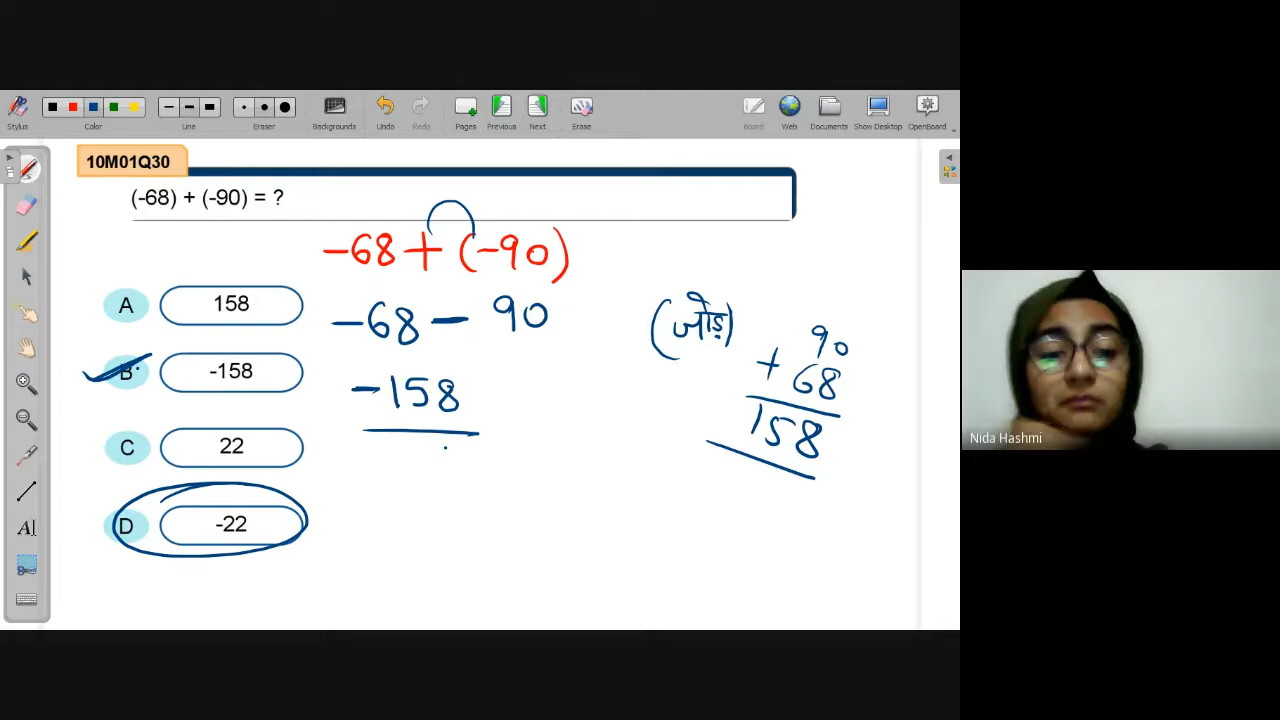 Stylus Color Line Eraser Backgrounds Undo Redo Pages Previous Next Erase Board Web Documents Show Desktop OpenBoard
10M01Q30
(-68) + (-90) = ?
-68 + (-90)
A 158
-68 - 90
(जोड़)
90
+ 68
158
B -158
-158
C 22
D -22
Nida Hashmi